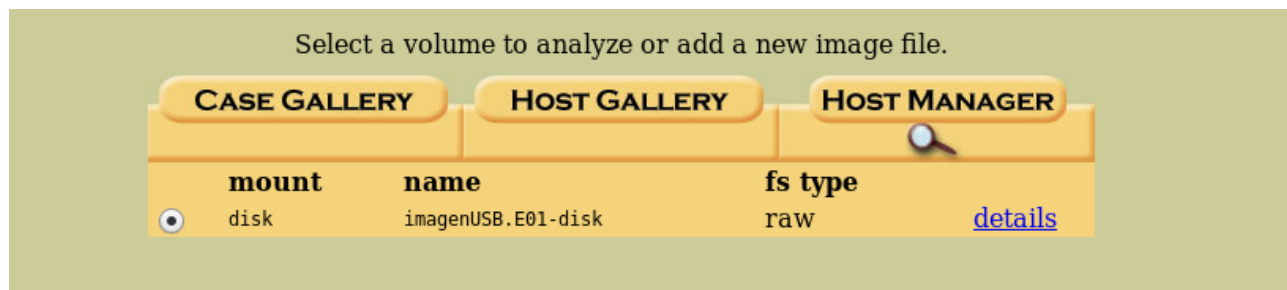 Select a volume to analyze or add a new image file.
CASE GALLERY HOST GALLERY HOST MANAGER
mount name fs type
disk imagenUSB.E01-disk raw details